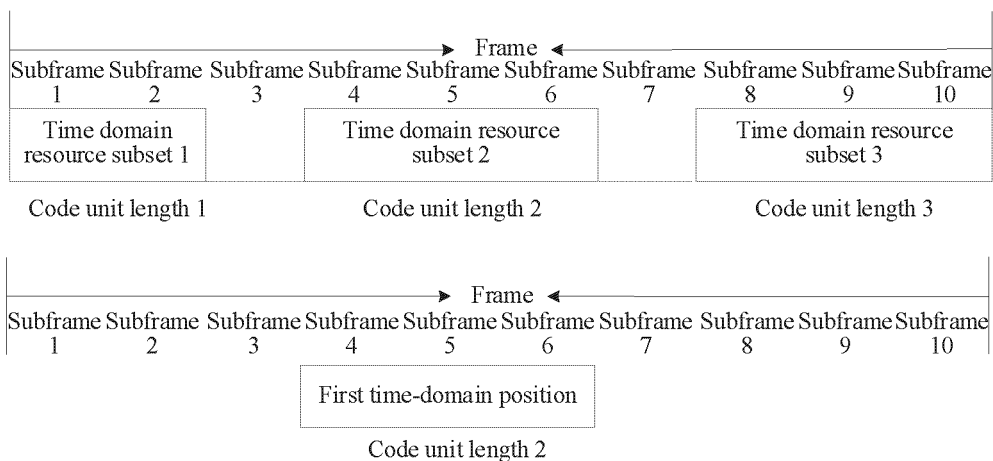 Frame
Subframe Subframe Subframe Subframe Subframe Subframe Subframe Subframe Subframe Subframe
1 2 3 4 5 6 7 8 9 10
Time domain resource subset 1
Time domain resource subset 2
Time domain resource subset 3
Code unit length 1 Code unit length 2 Code unit length 3
Frame
Subframe Subframe Subframe Subframe Subframe Subframe Subframe Subframe Subframe Subframe
1 2 3 4 5 6 7 8 9 10
First time-domain position
Code unit length 2